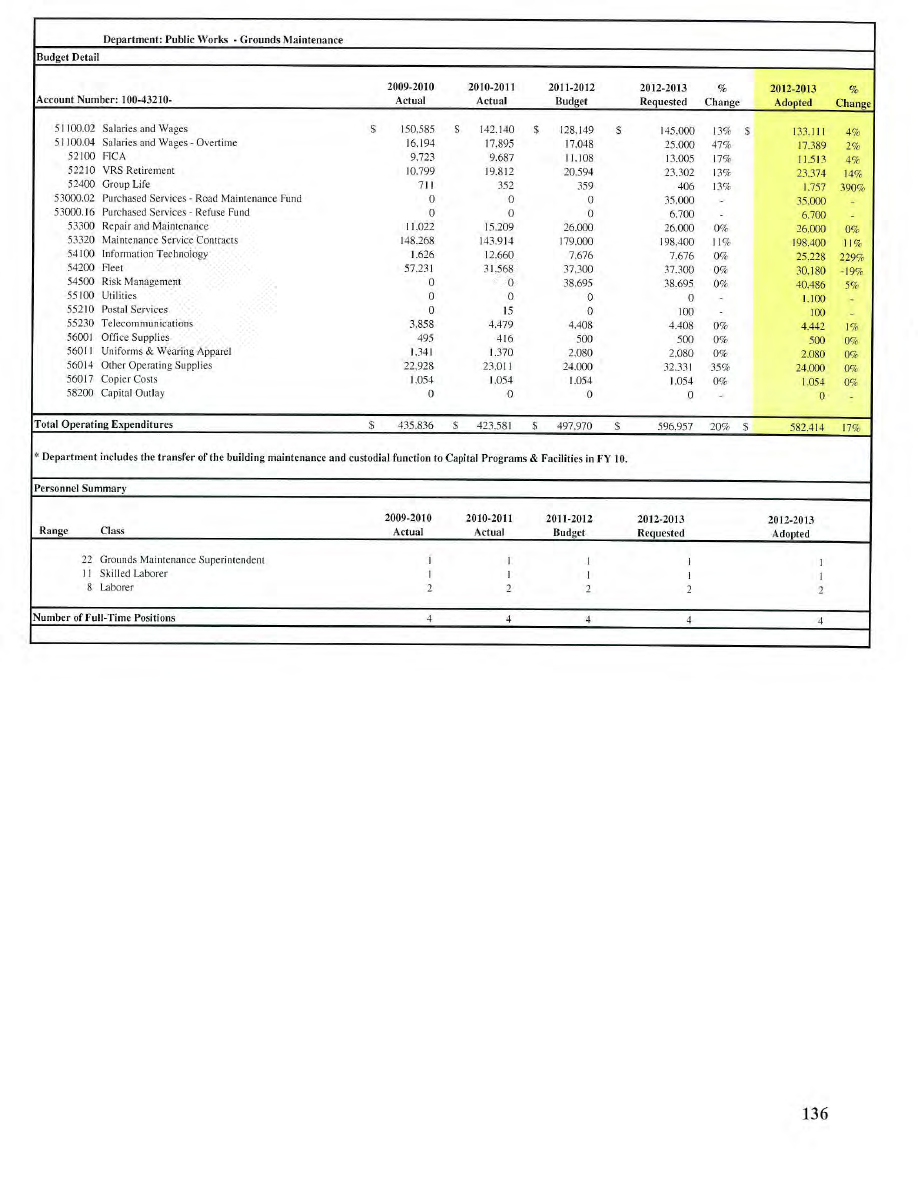 Department: Public Works - Grounds Maintenance
Budget Detail
2009-2010 2010-2011 2011-2012 2012-2013 % 2012-2013 %
Account Number: 100-43210- Actual Actual Budget Requested Change Adopted Change
51100.02 Salaries and Wages $ 150,585 $ 142,140 $ 128,149 $ 145,000 13% $ 133,111 4%
51100.04 Salaries and Wages - Overtime 16,194 17,895 17,048 25,000 47% 17,389 2%
52100 FICA 9,723 9,687 11,108 13,005 17% 11,513 4%
52210 VRS Retirement 10,799 19,812 20,594 23,302 13% 23,374 14%
52400 Group Life 711 352 359 406 13% 1,757 390%
53000.02 Purchased Services - Road Maintenance Fund 0 0 0 35,000 - 35,000 -
53000.16 Purchased Services - Refuse Fund 0 0 0 6,700 - 6,700 -
53300 Repair and Maintenance 11,022 15,209 26,000 26,000 0% 26,000 0%
53320 Maintenance Service Contracts 148,268 143,914 179,000 198,400 11% 198,400 11%
54100 Information Technology 1,626 12,660 7,676 7,676 0% 25,228 229%
54200 Fleet 57,231 31,568 37,300 37,300 0% 30,180 -19%
54500 Risk Management 0 0 38,695 38,695 0% 40,486 5%
55100 Utilities 0 0 0 0 - 1,100 -
55210 Postal Services 0 15 0 100 - 100 -
55230 Telecommunications 3,858 4,479 4,408 4,408 0% 4,442 1%
56001 Office Supplies 495 416 500 500 0% 500 0%
56011 Uniforms & Wearing Apparel 1,341 1,370 2,080 2,080 0% 2,080 0%
56014 Other Operating Supplies 22,928 23,011 24,000 32,331 35% 24,000 0%
56017 Copier Costs 1,054 1,054 1,054 1,054 0% 1,054 0%
58200 Capital Outlay 0 0 0 0 - 0 -
Total Operating Expenditures $ 435,836 $ 423,581 $ 497,970 $ 596,957 20% $ 582,414 17%
* Department includes the transfer of the building maintenance and custodial function to Capital Programs & Facilities in FY 10.
Personnel Summary
2009-2010 2010-2011 2011-2012 2012-2013 2012-2013
Range Class Actual Actual Budget Requested Adopted
22 Grounds Maintenance Superintendent 1 1 1 1 1
11 Skilled Laborer 1 1 1 1 1
8 Laborer 2 2 2 2 2
Number of Full-Time Positions 4 4 4 4 4
136